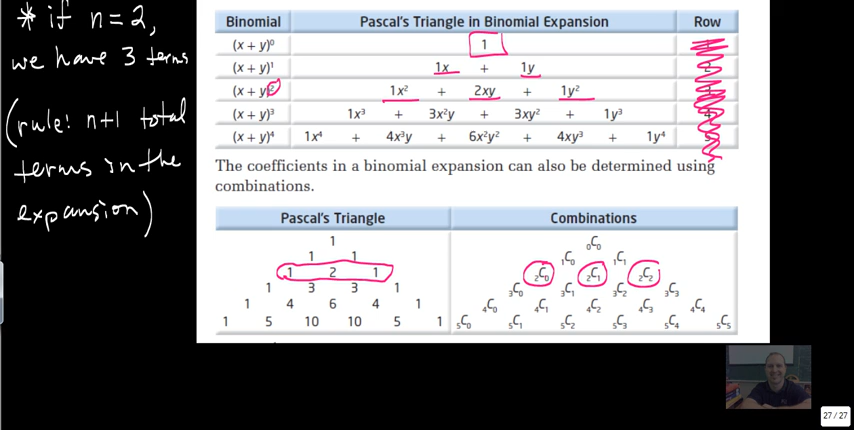 * if n = 2,
we have 3 terms
(rule: n+1 total
terms in the
expansion)
Binomial Pascal's Triangle in Binomial Expansion Row
(x + y)⁰ 1
(x + y)¹ 1x + 1y 2
(x + y)² 1x² + 2xy + 1y²
(x + y)³ 1x³ + 3x²y + 3xy² + 1y³ 4
(x + y)⁴ 1x⁴ + 4x³y + 6x²y² + 4xy³ + 1y⁴
The coefficients in a binomial expansion can also be determined using
combinations.
Pascal's Triangle
1
1 1
1 2 1
1 3 3 1
1 4 6 4 1
1 5 10 10 5 1
Combinations
₀C₀
₁C₀ ₁C₁
₂C₀ ₂C₁ ₂C₂
₃C₀ ₃C₁ ₃C₂ ₃C₃
₄C₀ ₄C₁ ₄C₂ ₄C₃ ₄C₄
₅C₀ ₅C₁ ₅C₂ ₅C₃ ₅C₄ ₅C₅
27 / 27